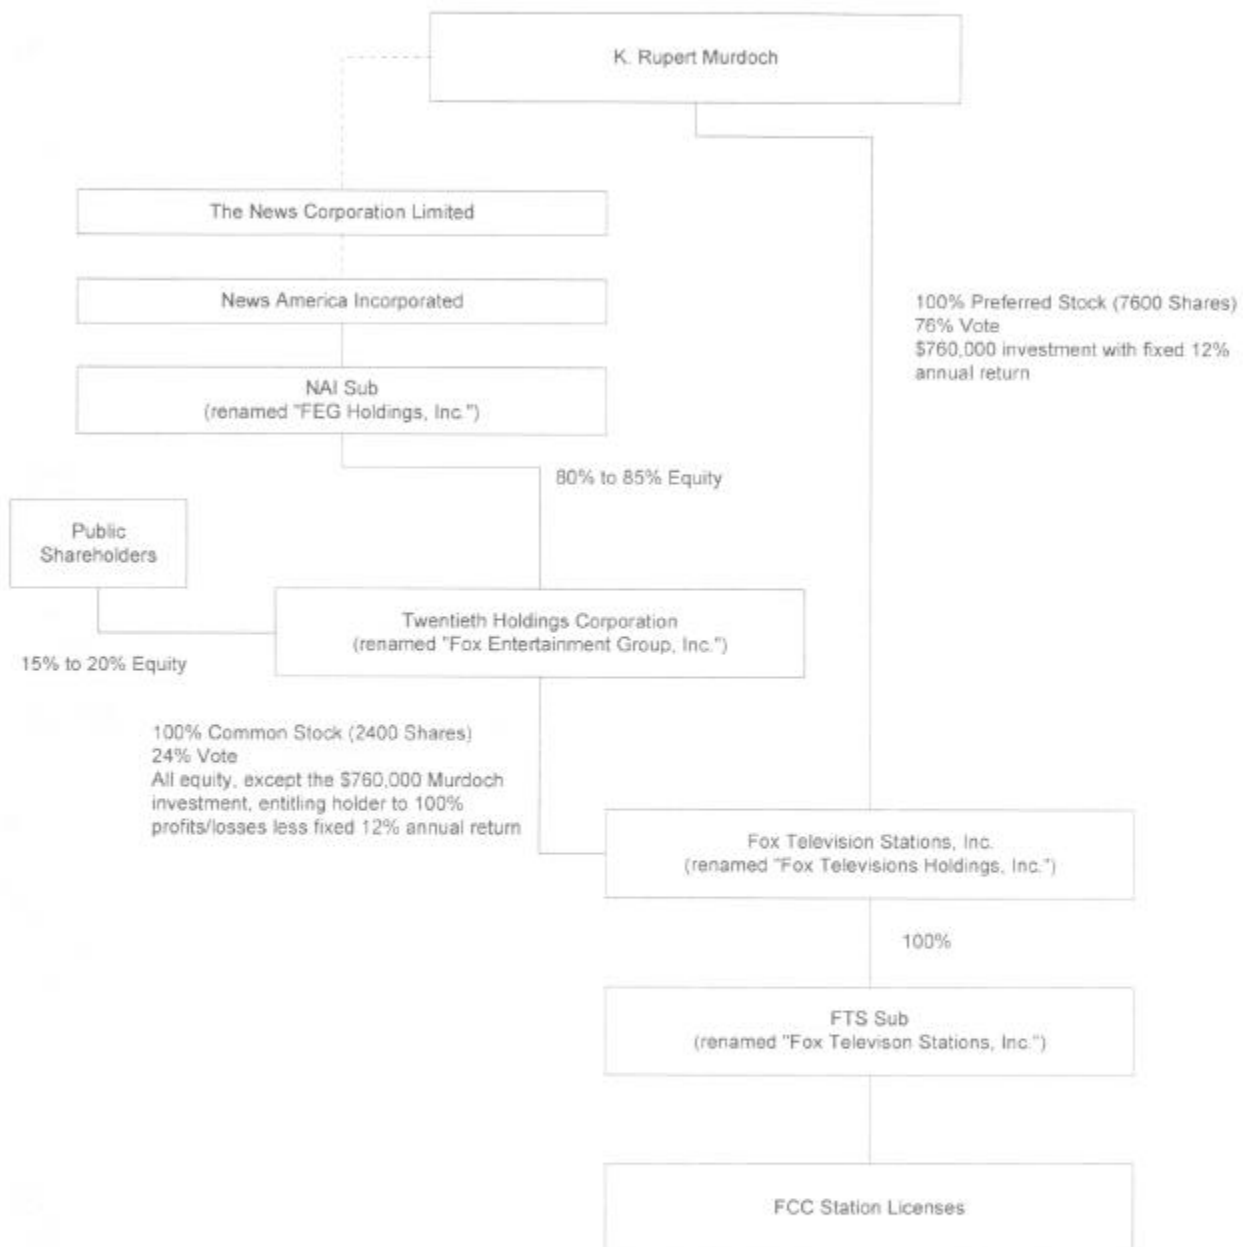 K. Rupert Murdoch
The News Corporation Limited
News America Incorporated
100% Preferred Stock (7600 Shares)
76% Vote
$760,000 investment with fixed 12%
annual return
NAI Sub
(renamed "FEG Holdings, Inc.")
80% to 85% Equity
Public
Shareholders
Twentieth Holdings Corporation
(renamed "Fox Entertainment Group, Inc.")
15% to 20% Equity
100% Common Stock (2400 Shares)
24% Vote
All equity, except the $760,000 Murdoch
investment, entitling holder to 100%
profits/losses less fixed 12% annual return
Fox Television Stations, Inc.
(renamed "Fox Televisions Holdings, Inc.")
100%
FTS Sub
(renamed "Fox Televison Stations, Inc.")
FCC Station Licenses